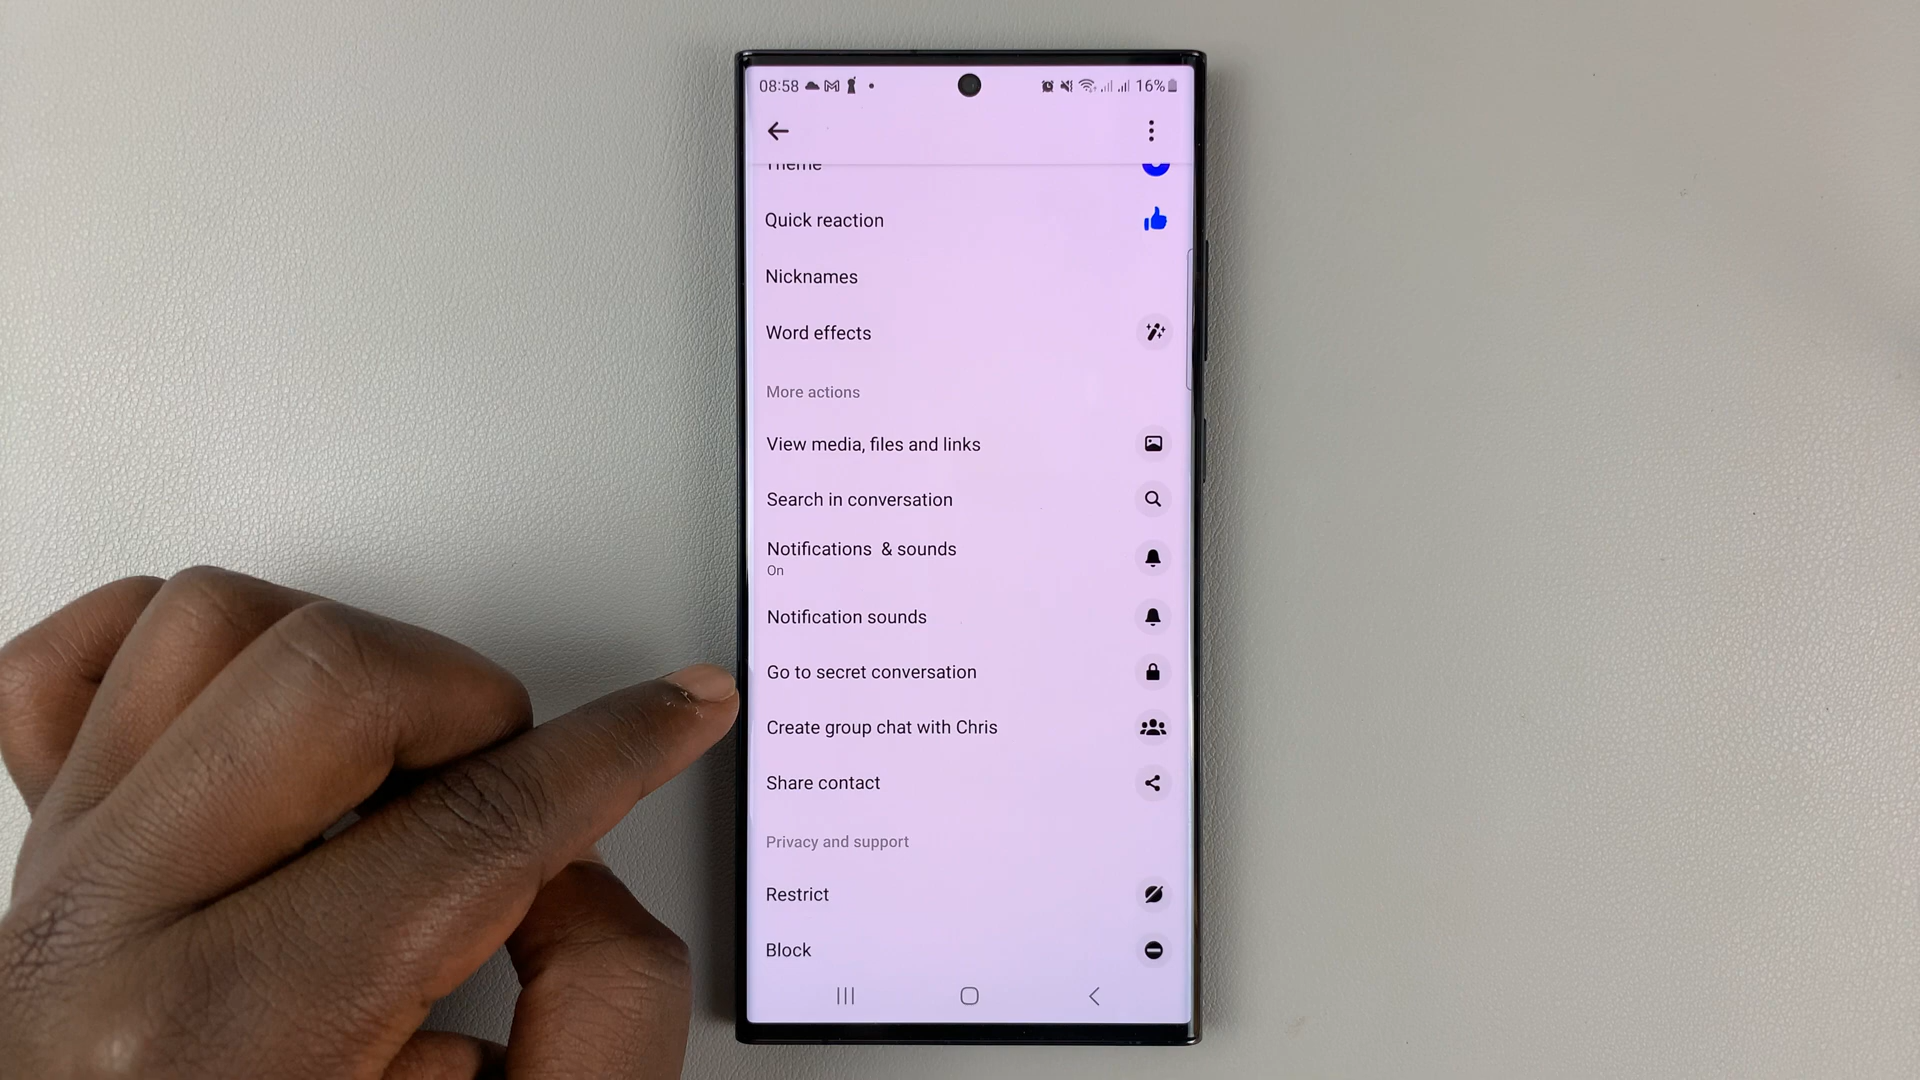 08:58 16%
Theme
Quick reaction
Nicknames
Word effects
More actions
View media, files and links
Search in conversation
Notifications & sounds
On
Notification sounds
Go to secret conversation
Create group chat with Chris
Share contact
Privacy and support
Restrict
Block